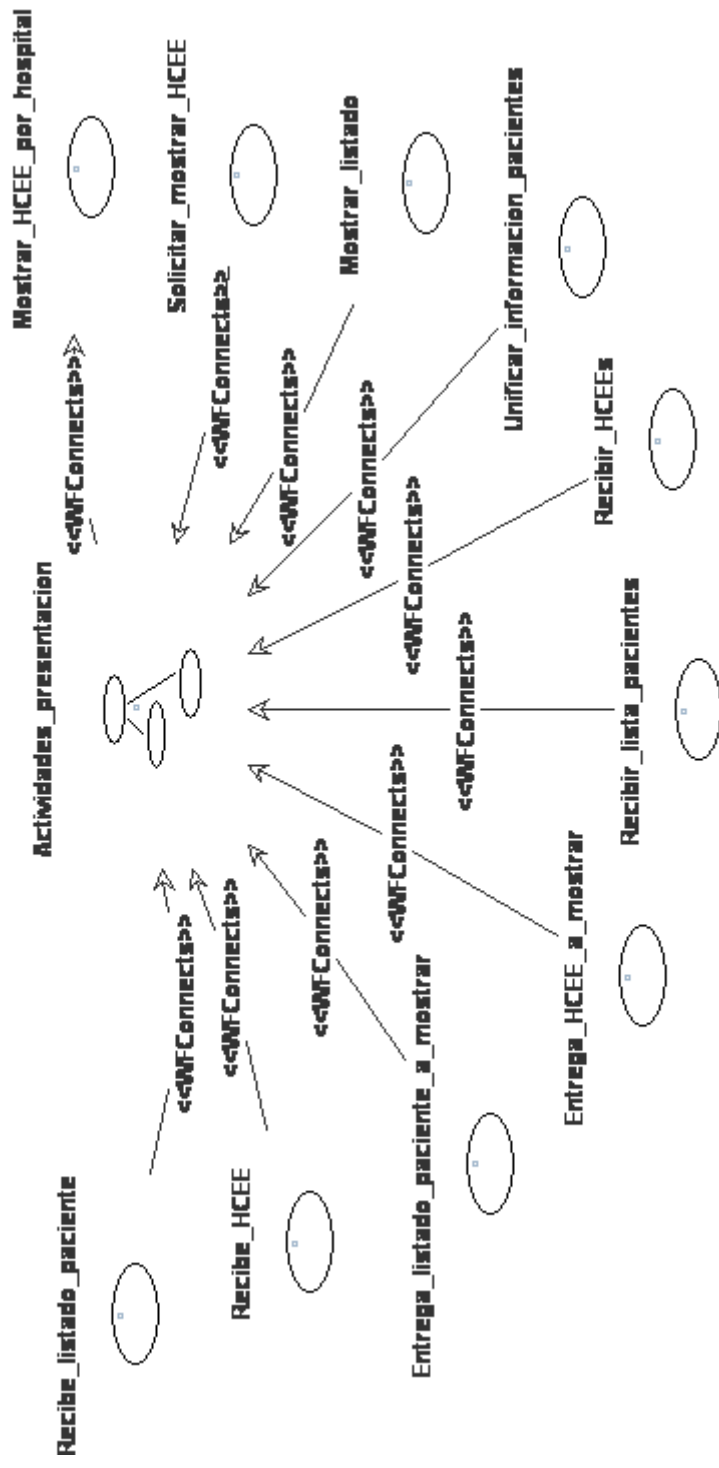 Mostrar_HCEE_por_hospital
Actividades_presentacion
Recibe_listado_paciente
<<WFConnects>>
Solicitar_mostrar_HCEE
<<WFConnects>>
<<WFConnects>>
<<WFConnects>>
Recibe_HCEE
<<WFConnects>>
<<WFConnects>>
Mostrar_listado
<<WFConnects>>
<<WFConnects>>
<<WFConnects>>
Entrega_listado_paciente_a_mostrar
<<WFConnects>>
Unificar_informacion_pacientes
Entrega_HCEE_a_mostrar
Recibir_HCEEs
Recibir_lista_pacientes